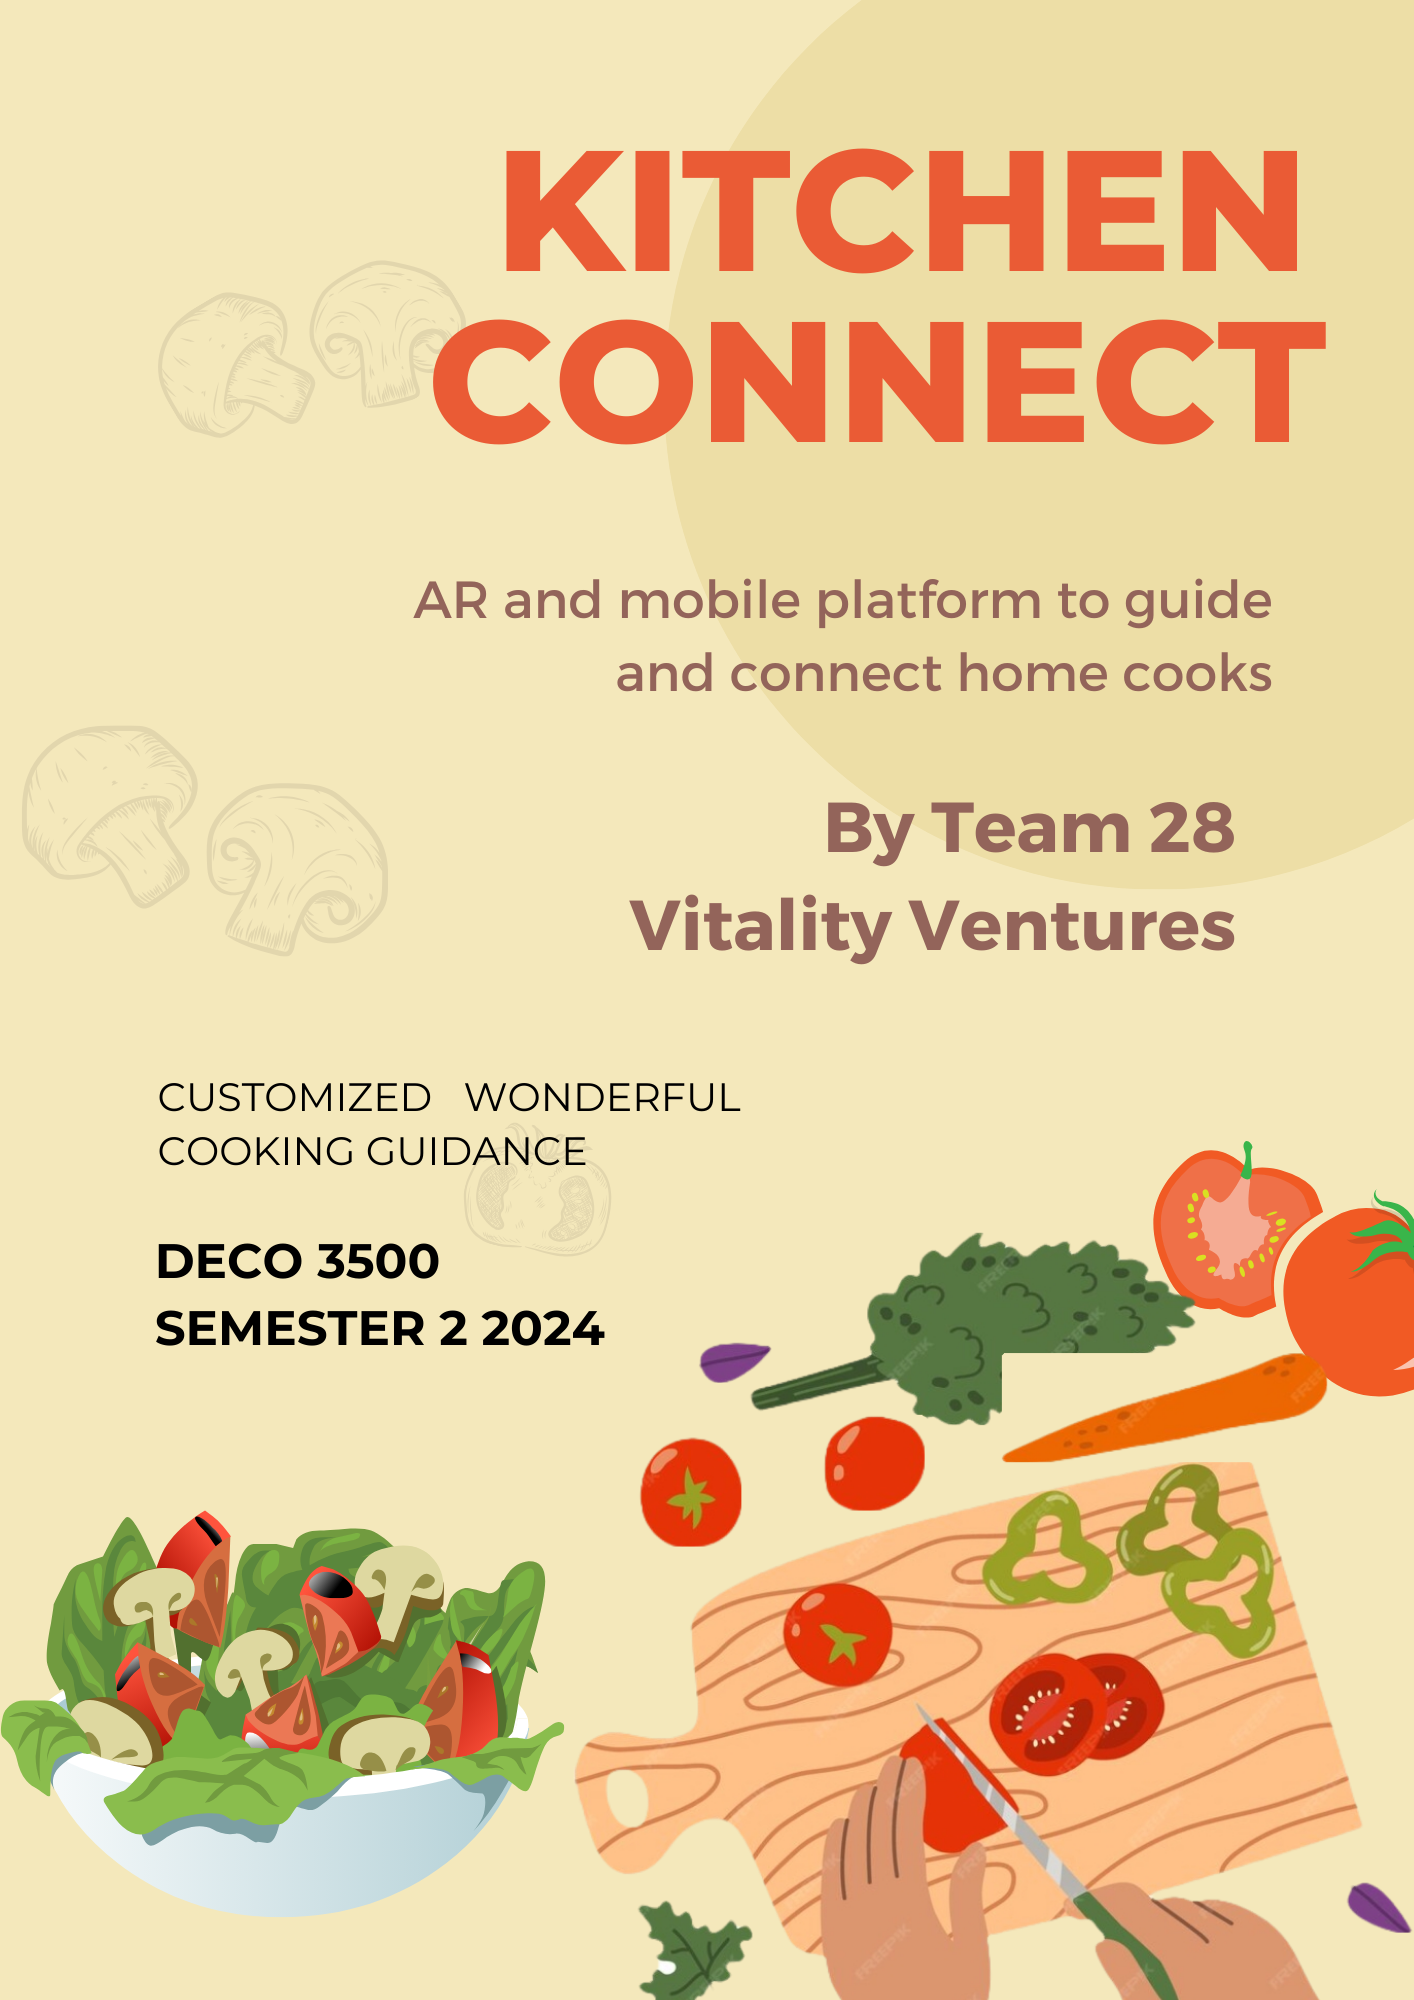 KITCHEN
CONNECT
AR and mobile platform to guide
and connect home cooks
By Team 28
Vitality Ventures
CUSTOMIZED WONDERFUL
COOKING GUIDANCE
DECO 3500
SEMESTER 2 2024
FREEPIK